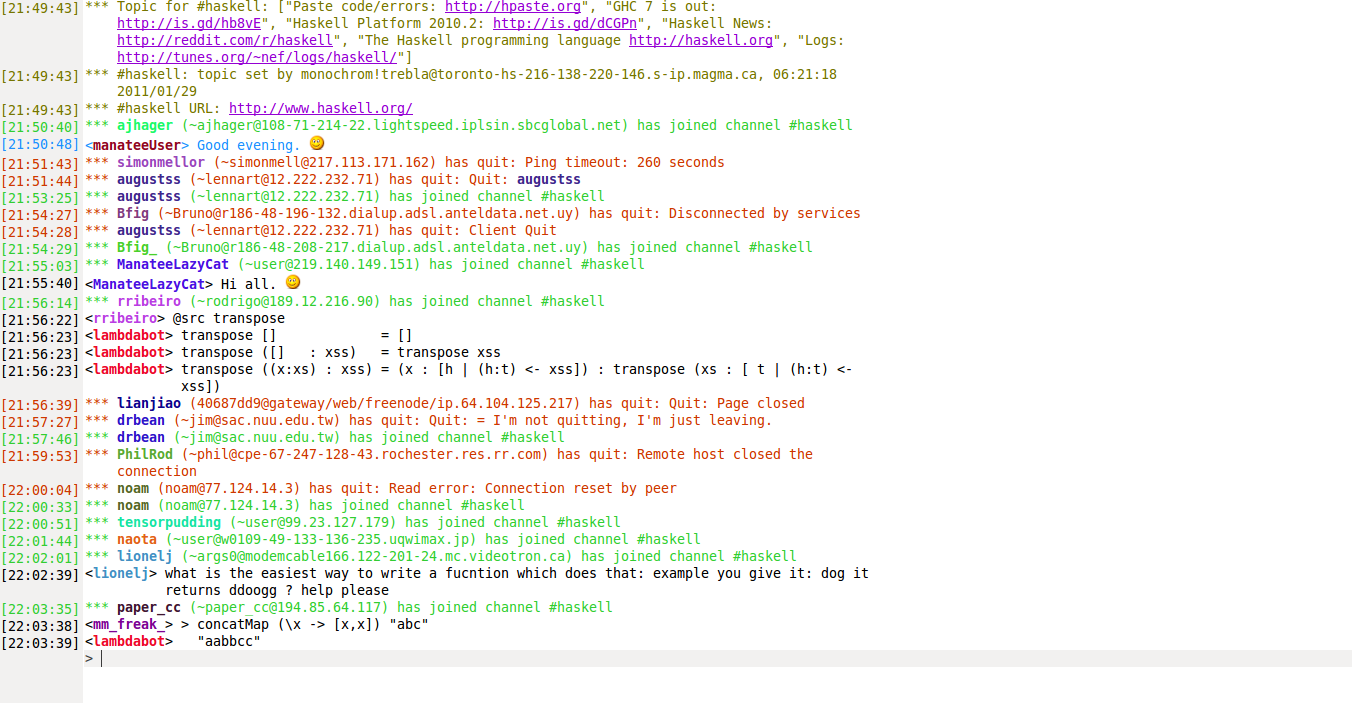 [21:49:43] *** Topic for #haskell: ["Paste code/errors: http://hpaste.org", "GHC 7 is out:
http://is.gd/hb8vE", "Haskell Platform 2010.2: http://is.gd/dCGPn", "Haskell News:
http://reddit.com/r/haskell", "The Haskell programming language http://haskell.org", "Logs:
http://tunes.org/~nef/logs/haskell/"]
[21:49:43] *** #haskell: topic set by monochrom!trebla@toronto-hs-216-138-220-146.s-ip.magma.ca, 06:21:18
2011/01/29
[21:49:43] *** #haskell URL: http://www.haskell.org/
[21:50:40] *** ajhager (~ajhager@108-71-214-22.lightspeed.iplsin.sbcglobal.net) has joined channel #haskell
[21:50:48] <manateeUser> Good evening.
[21:51:43] *** simonmellor (~simonmell@217.113.171.162) has quit: Ping timeout: 260 seconds
[21:51:44] *** augustss (~lennart@12.222.232.71) has quit: Quit: augustss
[21:53:25] *** augustss (~lennart@12.222.232.71) has joined channel #haskell
[21:54:27] *** Bfig (~Bruno@r186-48-196-132.dialup.adsl.anteldata.net.uy) has quit: Disconnected by services
[21:54:28] *** augustss (~lennart@12.222.232.71) has quit: Client Quit
[21:54:29] *** Bfig_ (~Bruno@r186-48-208-217.dialup.adsl.anteldata.net.uy) has joined channel #haskell
[21:55:03] *** ManateeLazyCat (~user@219.140.149.151) has joined channel #haskell
[21:55:40] <ManateeLazyCat> Hi all.
[21:56:14] *** rribeiro (~rodrigo@189.12.216.90) has joined channel #haskell
[21:56:22] <rribeiro> @src transpose
[21:56:23] <lambdabot> transpose []             = []
[21:56:23] <lambdabot> transpose ([]   : xss)   = transpose xss
[21:56:23] <lambdabot> transpose ((x:xs) : xss) = (x : [h | (h:t) <- xss]) : transpose (xs : [ t | (h:t) <-
xss])
[21:56:39] *** lianjiao (40687dd9@gateway/web/freenode/ip.64.104.125.217) has quit: Quit: Page closed
[21:57:27] *** drbean (~jim@sac.nuu.edu.tw) has quit: Quit: = I'm not quitting, I'm just leaving.
[21:57:46] *** drbean (~jim@sac.nuu.edu.tw) has joined channel #haskell
[21:59:53] *** PhilRod (~phil@cpe-67-247-128-43.rochester.res.rr.com) has quit: Remote host closed the
connection
[22:00:04] *** noam (noam@77.124.14.3) has quit: Read error: Connection reset by peer
[22:00:33] *** noam (noam@77.124.14.3) has joined channel #haskell
[22:00:51] *** tensorpudding (~user@99.23.127.179) has joined channel #haskell
[22:01:44] *** naota (~user@w0109-49-133-136-235.uqwimax.jp) has joined channel #haskell
[22:02:01] *** lionelj (~args0@modemcable166.122-201-24.mc.videotron.ca) has joined channel #haskell
[22:02:39] <lionelj> what is the easiest way to write a fucntion which does that: example you give it: dog it
returns ddoogg ? help please
[22:03:35] *** paper_cc (~paper_cc@194.85.64.117) has joined channel #haskell
[22:03:38] <mm_freak_> > concatMap (\x -> [x,x]) "abc"
[22:03:39] <lambdabot>   "aabbcc"
>